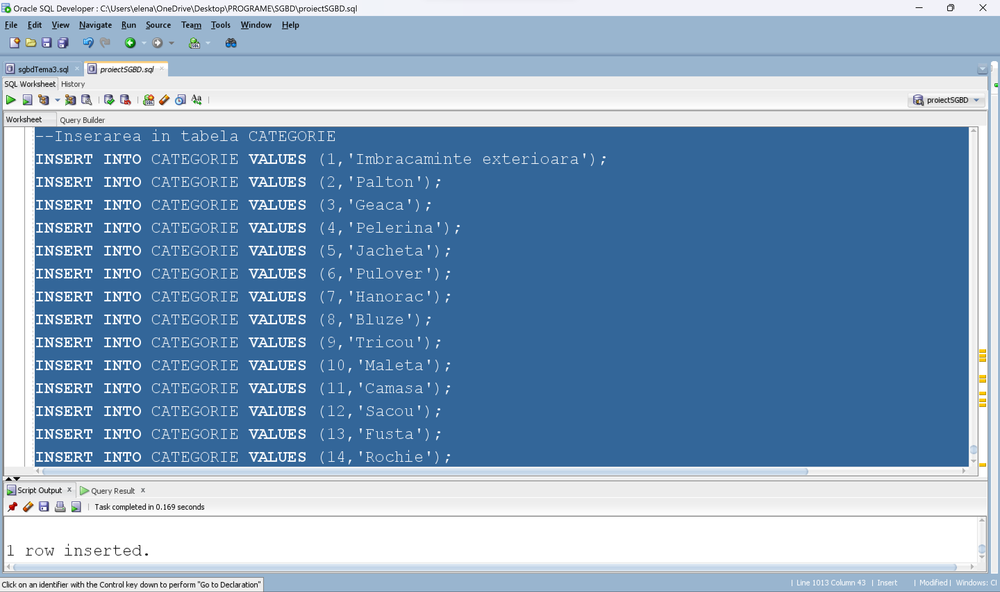 Oracle SQL Developer : C:\Users\elena\OneDrive\Desktop\PROGRAME\SGBD\proiectSGBD.sql
File Edit View Navigate Run Source Team Tools Window Help
sgbdTema3.sql proiectSGBD.sql
SQL Worksheet History
proiectSGBD
Worksheet Query Builder
--Inserarea in tabela CATEGORIE
INSERT INTO CATEGORIE VALUES (1,'Imbracaminte exterioara');
INSERT INTO CATEGORIE VALUES (2,'Palton');
INSERT INTO CATEGORIE VALUES (3,'Geaca');
INSERT INTO CATEGORIE VALUES (4,'Pelerina');
INSERT INTO CATEGORIE VALUES (5,'Jacheta');
INSERT INTO CATEGORIE VALUES (6,'Pulover');
INSERT INTO CATEGORIE VALUES (7,'Hanorac');
INSERT INTO CATEGORIE VALUES (8,'Bluze');
INSERT INTO CATEGORIE VALUES (9,'Tricou');
INSERT INTO CATEGORIE VALUES (10,'Maleta');
INSERT INTO CATEGORIE VALUES (11,'Camasa');
INSERT INTO CATEGORIE VALUES (12,'Sacou');
INSERT INTO CATEGORIE VALUES (13,'Fusta');
INSERT INTO CATEGORIE VALUES (14,'Rochie');
Script Output x Query Result x
| Task completed in 0.169 seconds
1 row inserted.
Click on an identifier with the Control key down to perform "Go to Declaration"
| Line 1013 Column 43 | Insert | Modified | Windows: Cl